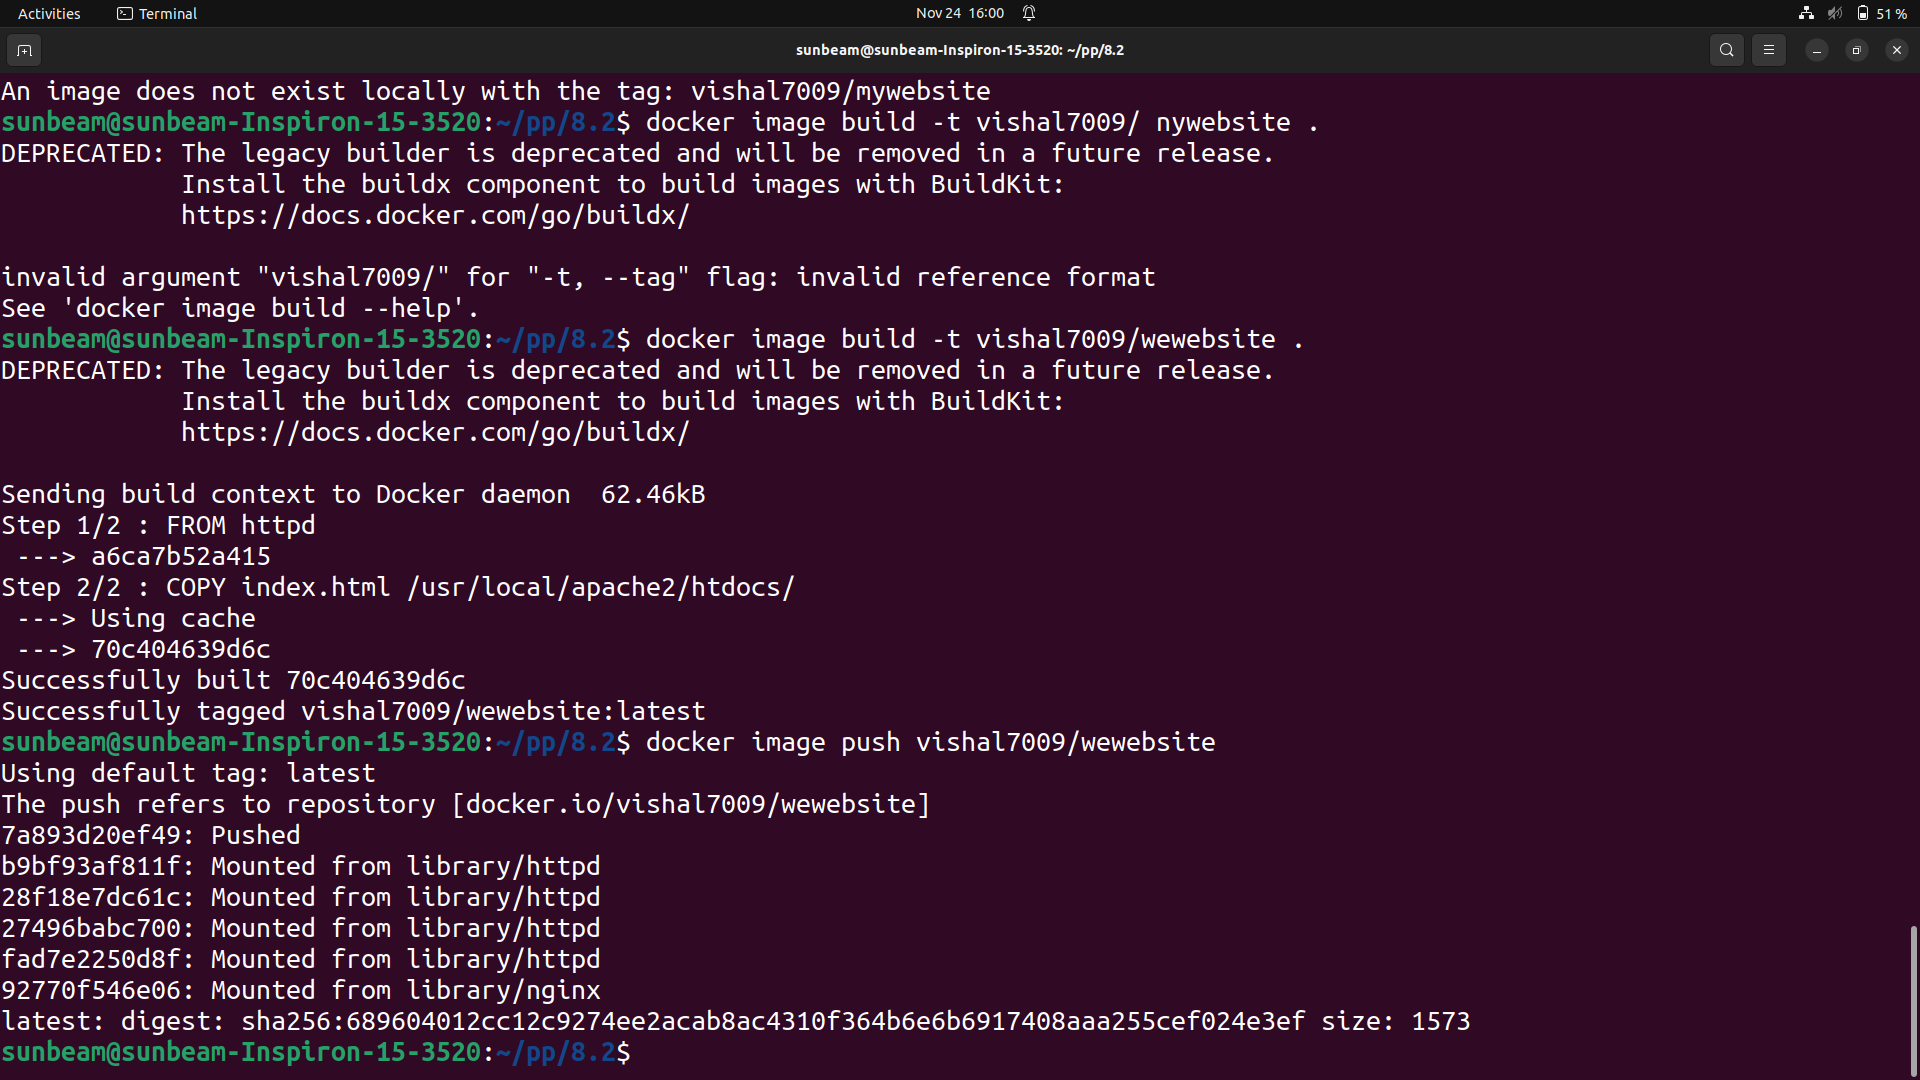 Activities Terminal Nov 24 16:00 51 %
sunbeam@sunbeam-Inspiron-15-3520: ~/pp/8.2
An image does not exist locally with the tag: vishal7009/mywebsite
sunbeam@sunbeam-Inspiron-15-3520:~/pp/8.2$ docker image build -t vishal7009/ nywebsite .
DEPRECATED: The legacy builder is deprecated and will be removed in a future release.
            Install the buildx component to build images with BuildKit:
            https://docs.docker.com/go/buildx/

invalid argument "vishal7009/" for "-t, --tag" flag: invalid reference format
See 'docker image build --help'.
sunbeam@sunbeam-Inspiron-15-3520:~/pp/8.2$ docker image build -t vishal7009/wewebsite .
DEPRECATED: The legacy builder is deprecated and will be removed in a future release.
            Install the buildx component to build images with BuildKit:
            https://docs.docker.com/go/buildx/

Sending build context to Docker daemon  62.46kB
Step 1/2 : FROM httpd
 ---> a6ca7b52a415
Step 2/2 : COPY index.html /usr/local/apache2/htdocs/
 ---> Using cache
 ---> 70c404639d6c
Successfully built 70c404639d6c
Successfully tagged vishal7009/wewebsite:latest
sunbeam@sunbeam-Inspiron-15-3520:~/pp/8.2$ docker image push vishal7009/wewebsite
Using default tag: latest
The push refers to repository [docker.io/vishal7009/wewebsite]
7a893d20ef49: Pushed
b9bf93af811f: Mounted from library/httpd
28f18e7dc61c: Mounted from library/httpd
27496babc700: Mounted from library/httpd
fad7e2250d8f: Mounted from library/httpd
92770f546e06: Mounted from library/nginx
latest: digest: sha256:689604012cc12c9274ee2acab8ac4310f364b6e6b6917408aaa255cef024e3ef size: 1573
sunbeam@sunbeam-Inspiron-15-3520:~/pp/8.2$